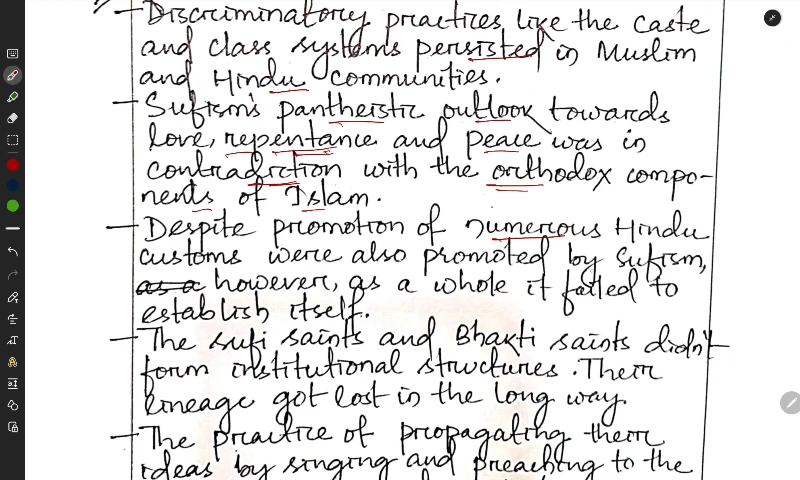 - Discriminatory practices like the caste
and class systems persisted in Muslim
and Hindu communities.
- Sufism's pantheistic outlook towards
love, repentance and peace was in
contradiction with the orthodox compo-
nents of Islam.
- Despite promotion of numerous Hindu
customs were also promoted by Sufism,
as a however, as a whole it failed to
establish itself.
- The sufi saints and Bhakti saints didn't
form institutional structures. Their
lineage got lost in the long way.
- The practice of propagating their
ideas by singing and preaching to the